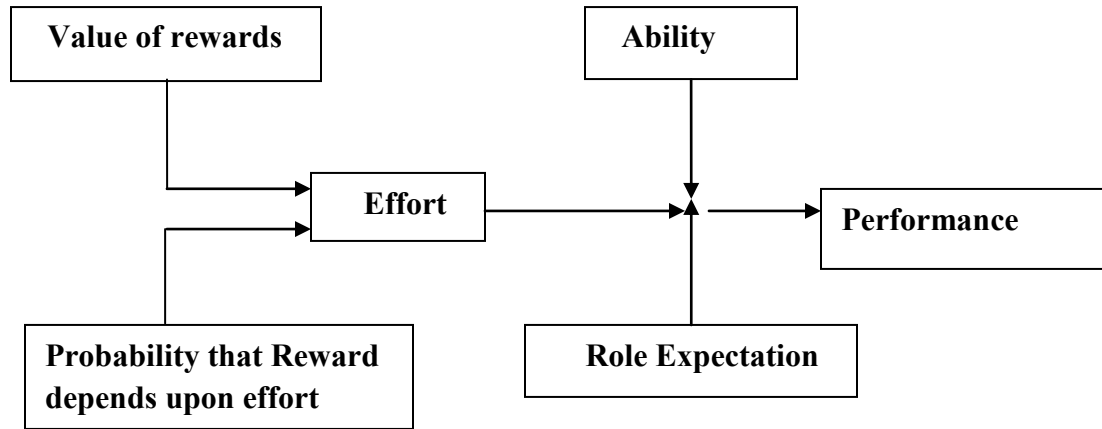 Value of rewards
Ability
Effort
Performance
Probability that Reward
depends upon effort
Role Expectation